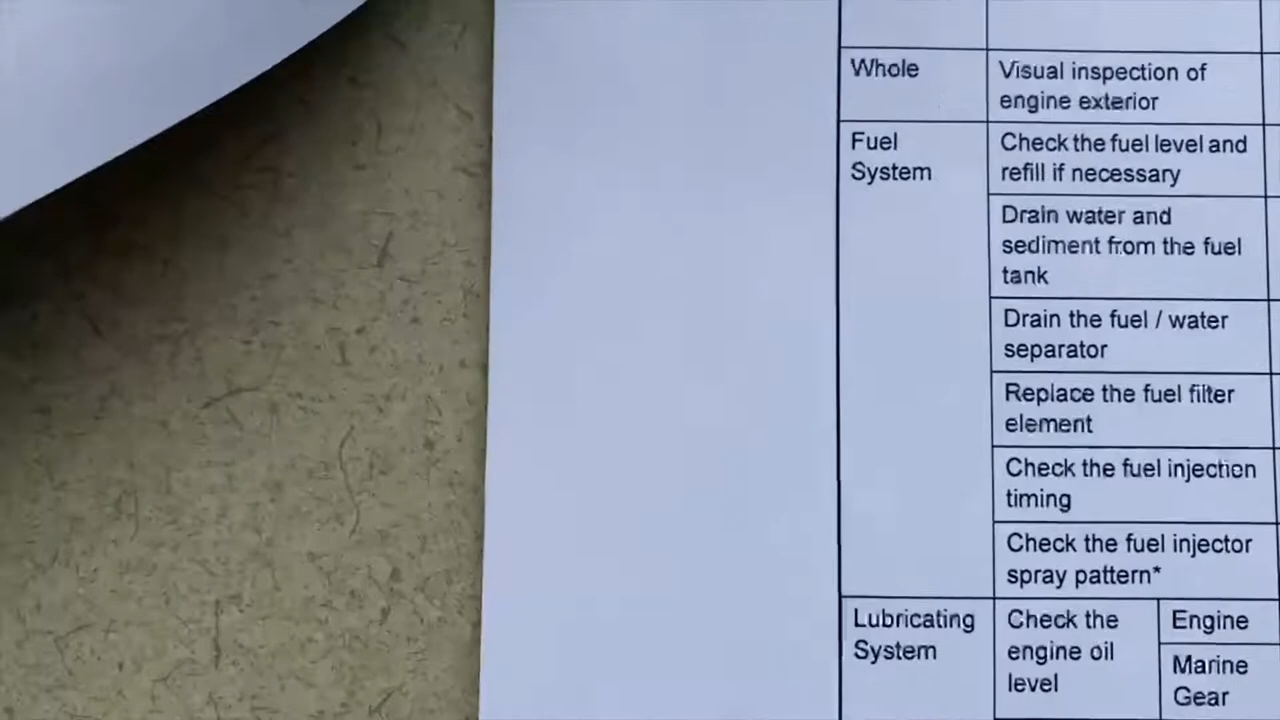 Whole
Visual inspection of
engine exterior
Fuel
System
Check the fuel level and
refill if necessary
Drain water and
sediment from the fuel
tank
Drain the fuel / water
separator
Replace the fuel filter
element
Check the fuel injection
timing
Check the fuel injector
spray pattern*
Lubricating
System
Check the
engine oil
level
Engine
Marine
Gear